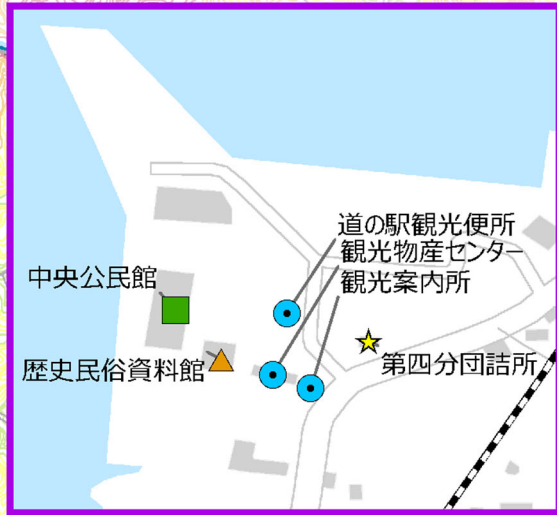 道の駅観光便所
観光物産センター
観光案内所
中央公民館
歴史民俗資料館
第四分団詰所